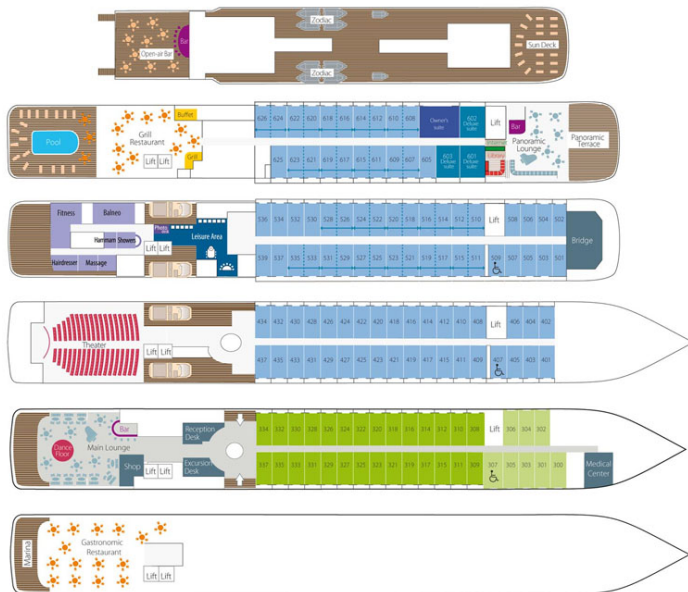 Zodiac
Open-air Bar
Bar
Sun Deck
Zodiac
626 624 622 620 618 616 614 612 610 608
Owner's
suite
602
Deluxe
suite
Lift
Buffet
Pool
Grill
Restaurant
Lift Lift
Grill
Bar
Internet
Library
Panoramic
Lounge
Panoramic
Terrace
625 623 621 619 617 615 611 609 607 605
603
Deluxe
suite
601
Deluxe
suite
Fitness
Balneo
Hammam Showers
Hairdresser Massage
Photo
area
Lift Lift
Leisure Area
536 534 532 530 528 526 524 522 520 518 516 514 512 510
Lift
508 506 504 502
Bridge
539 537 535 533 531 529 527 525 523 521 519 517 515 511
509
507 505 503 501
Theater
Lift Lift
434 432 430 428 426 424 422 420 418 416 414 412 410 408
Lift
406 404 402
437 435 433 431 429 427 425 423 421 419 417 415 411 409
407
405 403 401
Dance
Floor
Main Lounge
Bar
Shop
Lift Lift
Reception
Desk
Excursion
Desk
334 332 330 328 326 324 322 320 318 316 314 312 310 308
Lift
306 304 302
337 335 333 331 329 327 325 323 321 319 317 315 311 309
307
305 303 301 300
Medical
Center
Marina
Gastronomic
Restaurant
Lift Lift